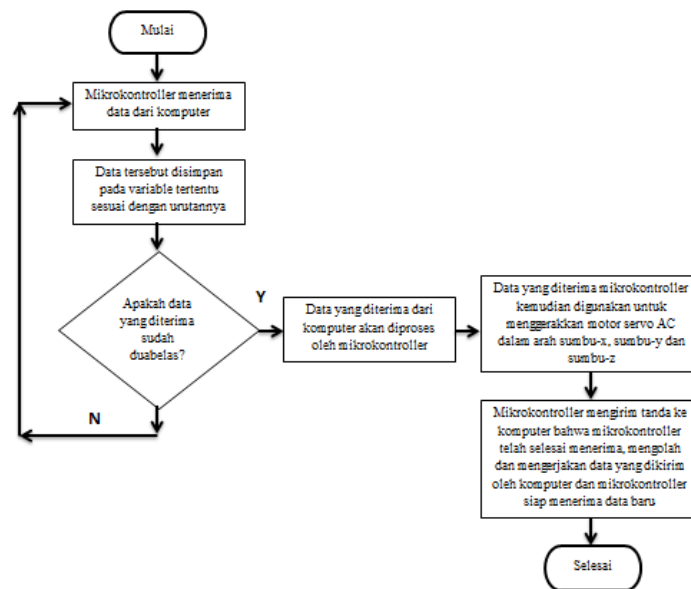 Mulai
Mikrokontroller menerima
data dari komputer
Data tersebut disimpan
pada variable tertentu
sesuai dengan urutannya
Apakah data
yang diterima
sudah
duabelas?
Y
N
Data yang diterima dari
komputer akan diproses
oleh mikrokontroller
Data yang diterima mikrokontroller
kemudian digunakan untuk
menggerakkan motor servo AC
dalam arah sumbu-x, sumbu-y dan
sumbu-z
Mikrokontroller mengirim tanda ke
komputer bahwa mikrokontroller
telah selesai menerima, mengolah
dan mengerjakan data yang dikirim
oleh komputer dan mikrokontroller
siap menerima data baru
Selesai